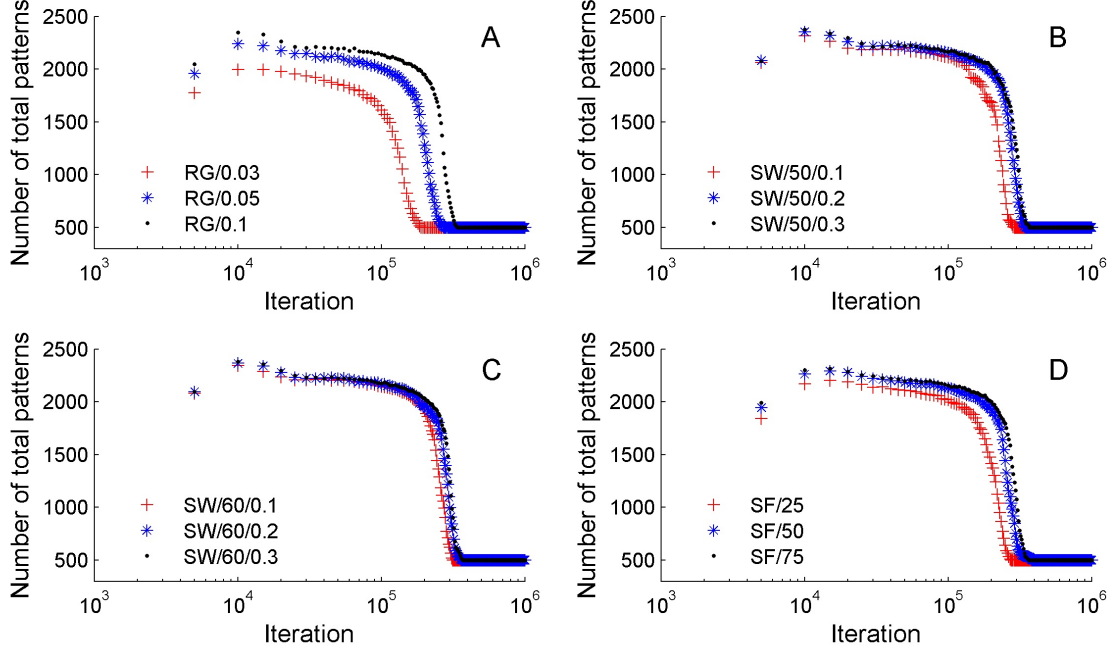 A
Number of total patterns
2500
2000
1500
1000
500
RG/0.03
RG/0.05
RG/0.1
10^3
10^4
10^5
10^6
Iteration
B
Number of total patterns
2500
2000
1500
1000
500
SW/50/0.1
SW/50/0.2
SW/50/0.3
10^3
10^4
10^5
10^6
Iteration
C
Number of total patterns
2500
2000
1500
1000
500
SW/60/0.1
SW/60/0.2
SW/60/0.3
10^3
10^4
10^5
10^6
Iteration
D
Number of total patterns
2500
2000
1500
1000
500
SF/25
SF/50
SF/75
10^3
10^4
10^5
10^6
Iteration